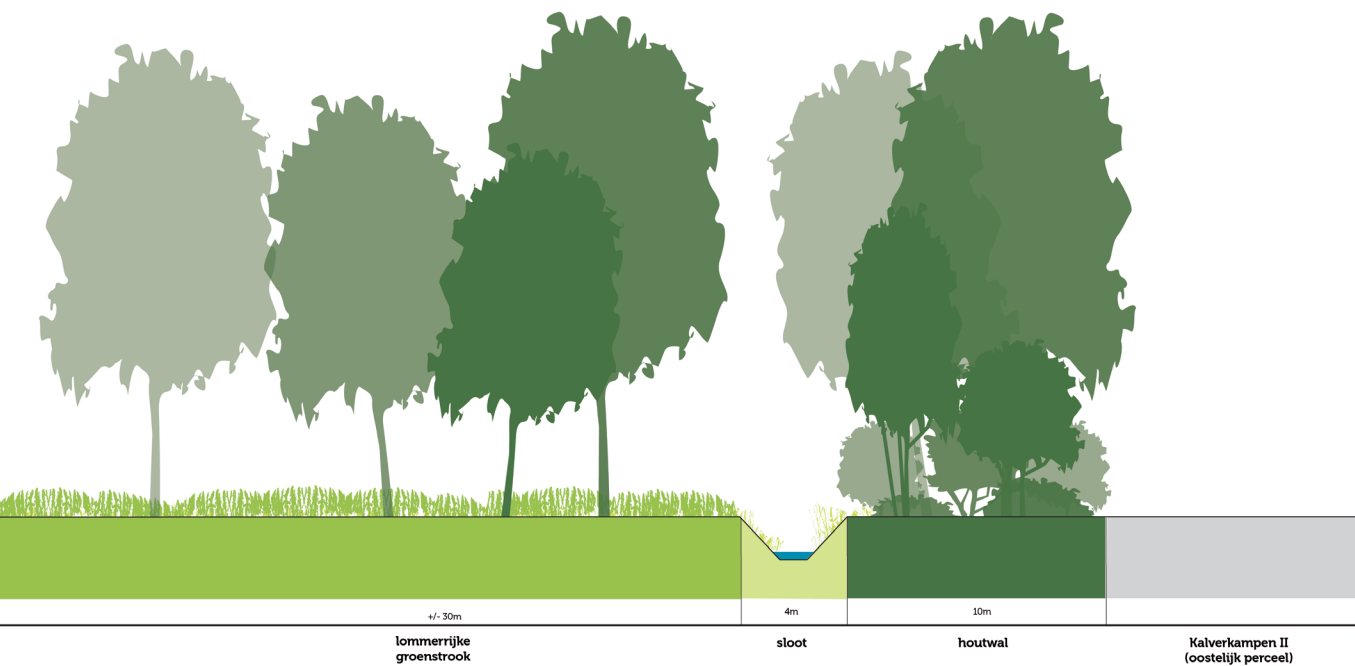 +/- 30m
4m
10m
lommerrijke
groenstrook
sloot
houtwal
Kalverkampen II
(oostelijk perceel)